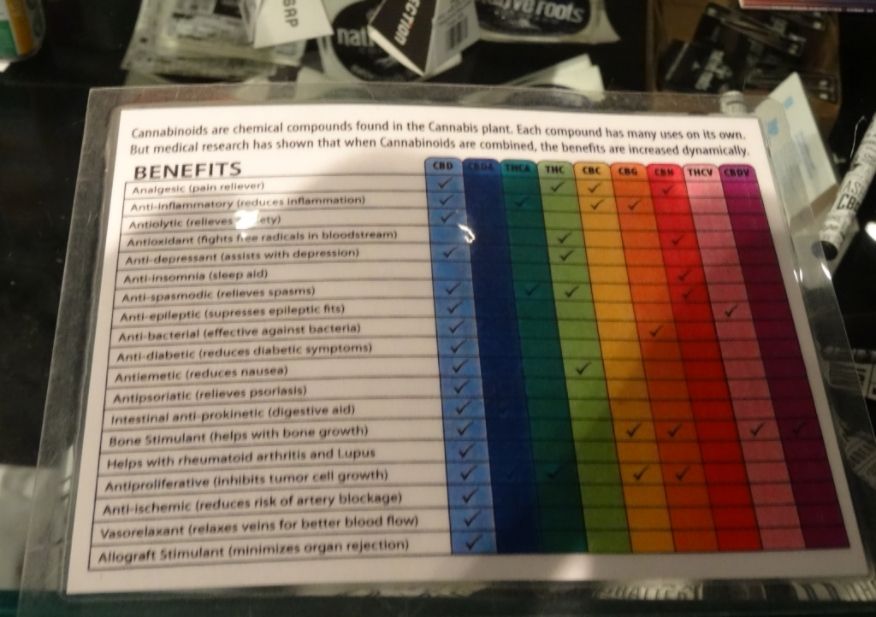 GRAP
nati
ECTION
ive roots
Cannabinoids are chemical compounds found in the Cannabis plant. Each compound has many uses on its own.
But medical research has shown that when Cannabinoids are combined, the benefits are increased dynamically.
BENEFITS CBD CBDA THCA THC CBC CBG CBN THCV CBDV
Analgesic (pain reliever)
Anti-inflammatory (reduces inflammation)
Antiolytic (relieves
Antioxidant (fights free radicals in bloodstream)
Anti-depressant (assists with depression)
Anti-insomnia (sleep aid)
Anti-spasmodic (relieves spasms)
Anti-epileptic (supresses epileptic fits)
Anti-bacterial (effective against bacteria)
Anti-diabetic (reduces diabetic symptoms)
Antiemetic (reduces nausea)
Antipsoriatic (relieves psoriasis)
Intestinal anti-prokinetic (digestive aid)
Bone Stimulant (helps with bone growth)
Helps with rheumatoid arthritis and Lupus
Antiproliferative (inhibits tumor cell growth)
Anti-ischemic (reduces risk of artery blockage)
Vasorelaxant (relaxes veins for better blood flow)
Allograft Stimulant (minimizes organ rejection)